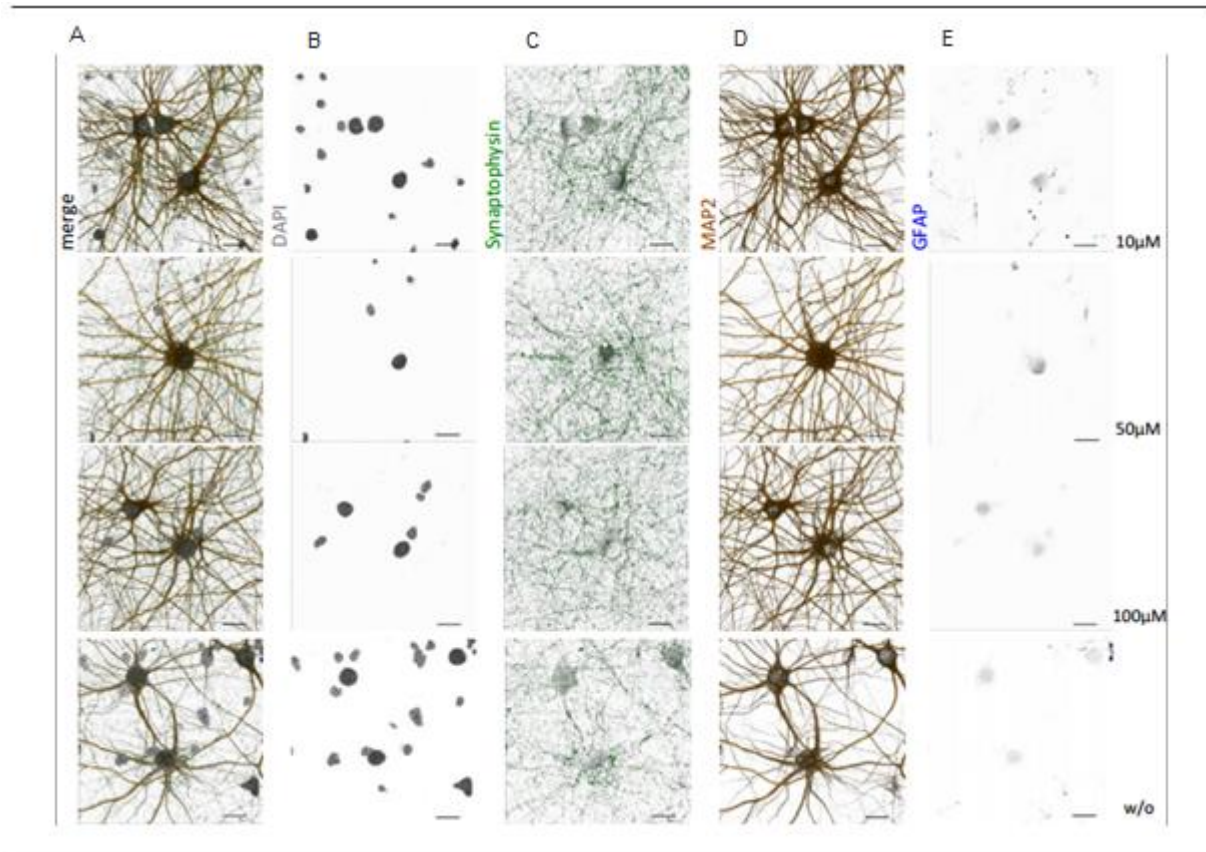 A B C D E
merge
DAPI
Synaptophysin
MAP2
GFAP
10µM
50µM
100µM
w/o